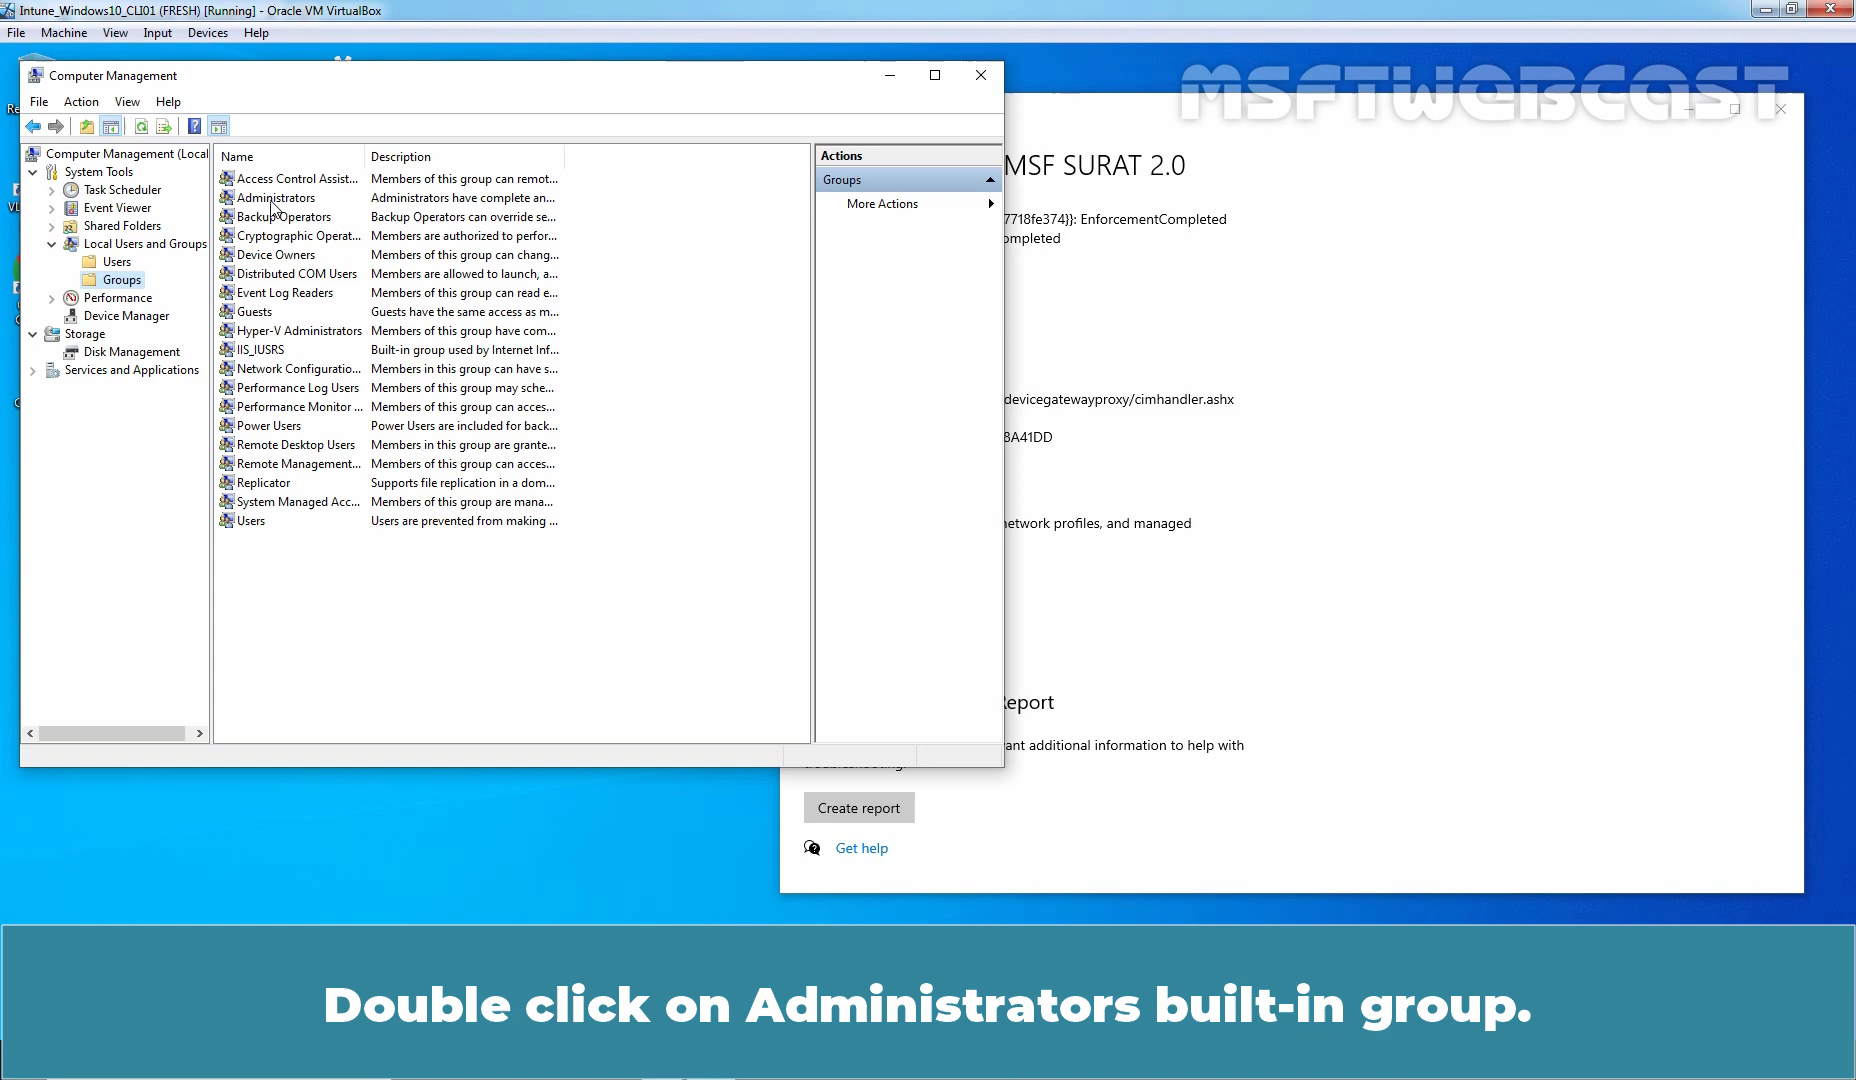 Intune_Windows10_CLI01 (FRESH) [Running] - Oracle VM VirtualBox
File Machine View Input Devices Help
MSFTWEBCAST
Computer Management
File Action View Help
Computer Management (Local
System Tools
Task Scheduler
Event Viewer
Shared Folders
Local Users and Groups
Users
Groups
Performance
Device Manager
Storage
Disk Management
Services and Applications
Name Description
Access Control Assist... Members of this group can remot...
Administrators Administrators have complete an...
Backup Operators Backup Operators can override se...
Cryptographic Operat... Members are authorized to perfor...
Device Owners Members of this group can chang...
Distributed COM Users Members are allowed to launch, a...
Event Log Readers Members of this group can read e...
Guests Guests have the same access as m...
Hyper-V Administrators Members of this group have com...
IIS_IUSRS Built-in group used by Internet Inf...
Network Configuratio... Members in this group can have s...
Performance Log Users Members of this group may sche...
Performance Monitor ... Members of this group can acces...
Power Users Power Users are included for back...
Remote Desktop Users Members in this group are grante...
Remote Management... Members of this group can acces...
Replicator Supports file replication in a dom...
System Managed Acc... Members of this group are mana...
Users Users are prevented from making ...
Actions
Groups
More Actions
MSF SURAT 2.0
7718fe374}}: EnforcementCompleted
ompleted
devicegatewayproxy/cimhandler.ashx
8A41DD
network profiles, and managed
Report
ant additional information to help with
Create report
Get help
Double click on Administrators built-in group.